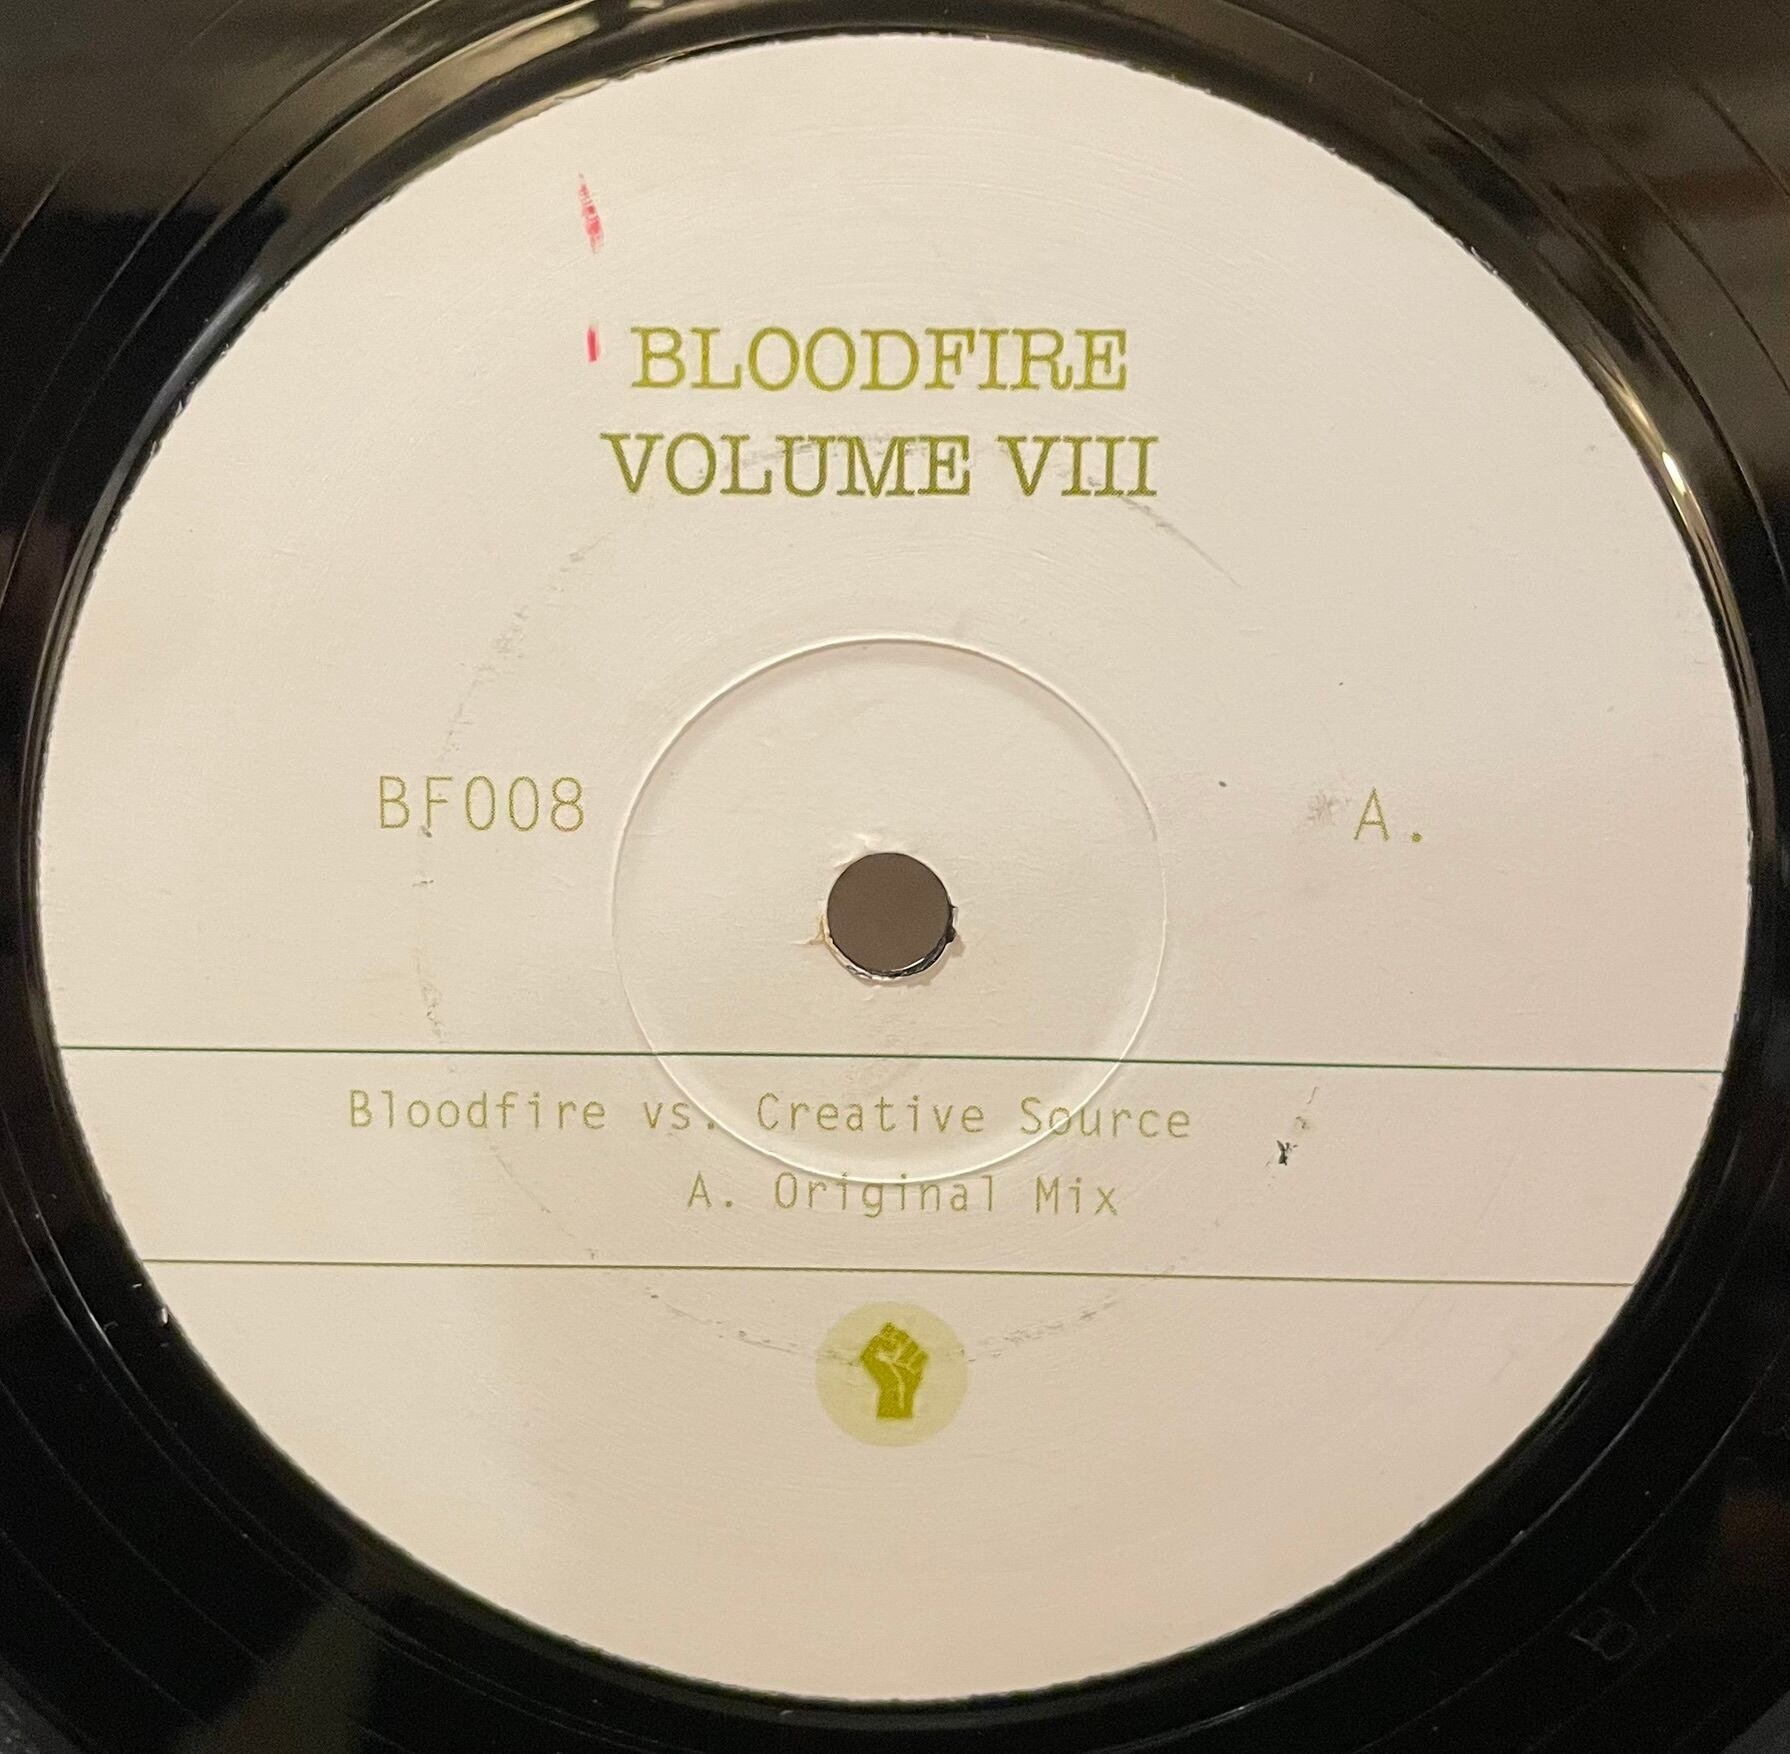 BLOODFIRE
VOLUME VIII
BF008
A.
Bloodfire vs. Creative Source
A. Original Mix